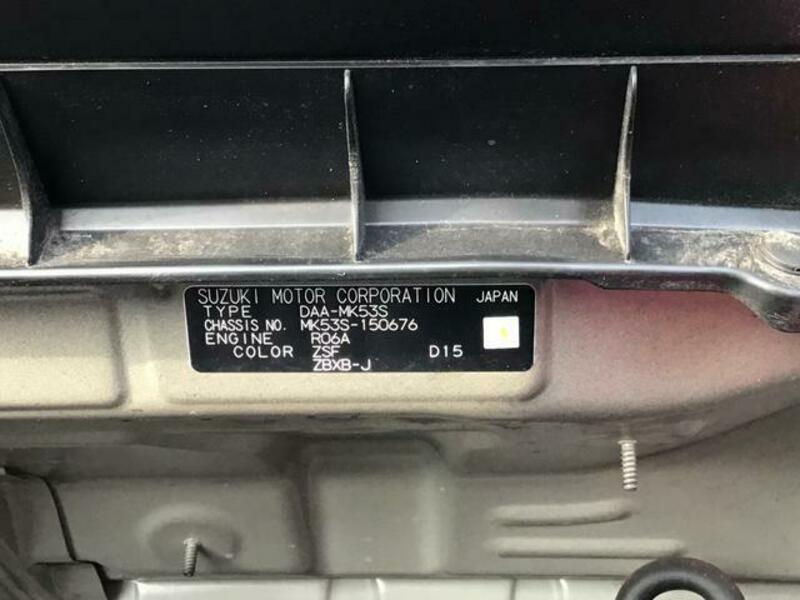 SUZUKI MOTOR CORPORATION JAPAN
TYPE DAA-MK53S
CHASSIS NO. MK53S-150676
ENGINE R06A
COLOR ZSF D15
ZBXB-J